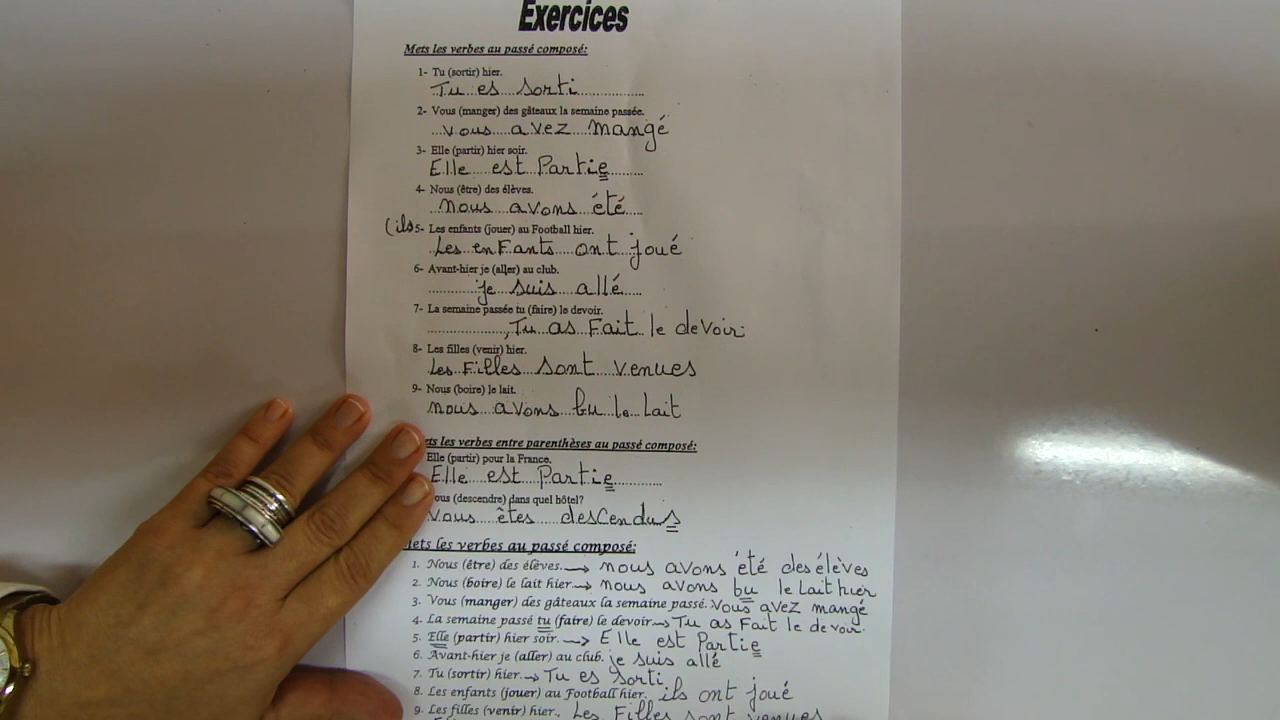 Exercices
Mets les verbes au passé composé:
1- Tu (sortir) hier.
Tu es sorti
2- Vous (manger) des gâteaux la semaine passée.
vous avez mangé
3- Elle (partir) hier soir.
Elle est Partie
4- Nous (être) des élèves.
nous avons été
(ils 5- Les enfants (jouer) au Football hier.
Les enFants ont joué
6- Avant-hier je (aller) au club.
je suis allé
7- La semaine passée tu (faire) le devoir.
, Tu as Fait le devoir.
8- Les filles (venir) hier.
Les Filles sont venues
9- Nous (boire) le lait.
nous avons bu le Lait
ets les verbes entre parenthèses au passé composé:
Elle (partir) pour la France.
Elle est Partie
ous (descendre) dans quel hôtel?
Vous êtes descendus
Mets les verbes au passé composé:
1. Nous (être) des élèves. → nous avons été des élèves
2. Nous (boire) le lait hier → nous avons bu le Lait hier
3. Vous (manger) des gâteaux la semaine passé. Vous avez mangé
4. La semaine passé tu (faire) le devoir → Tu as Fait le devoir.
5. Elle (partir) hier soir. → Elle est Partie
6. Avant-hier je (aller) au club. je suis allé
7. Tu (sortir) hier. → Tu es sorti
8. Les enfants (jouer) au Football hier. ils ont joué
9. Les filles (venir) hier. Les Filles sont venues